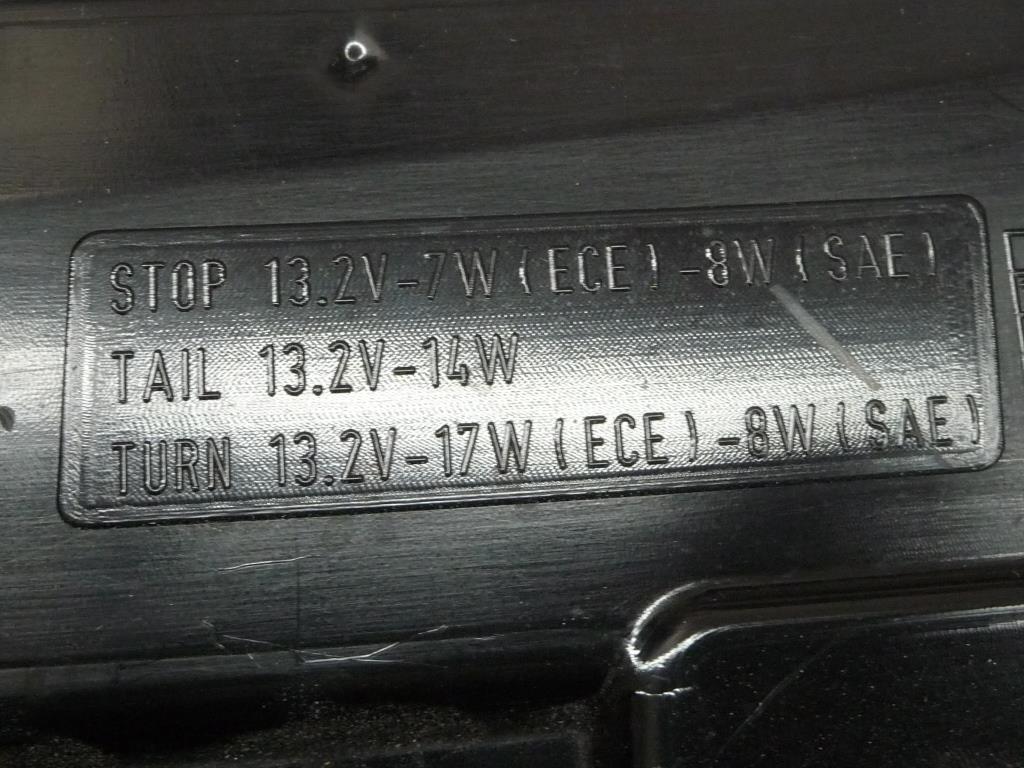 STOP 13.2V-7W (ECE) -8W (SAE)
TAIL 13.2V-14W
TURN 13.2V-17W (ECE) -8W (SAE)